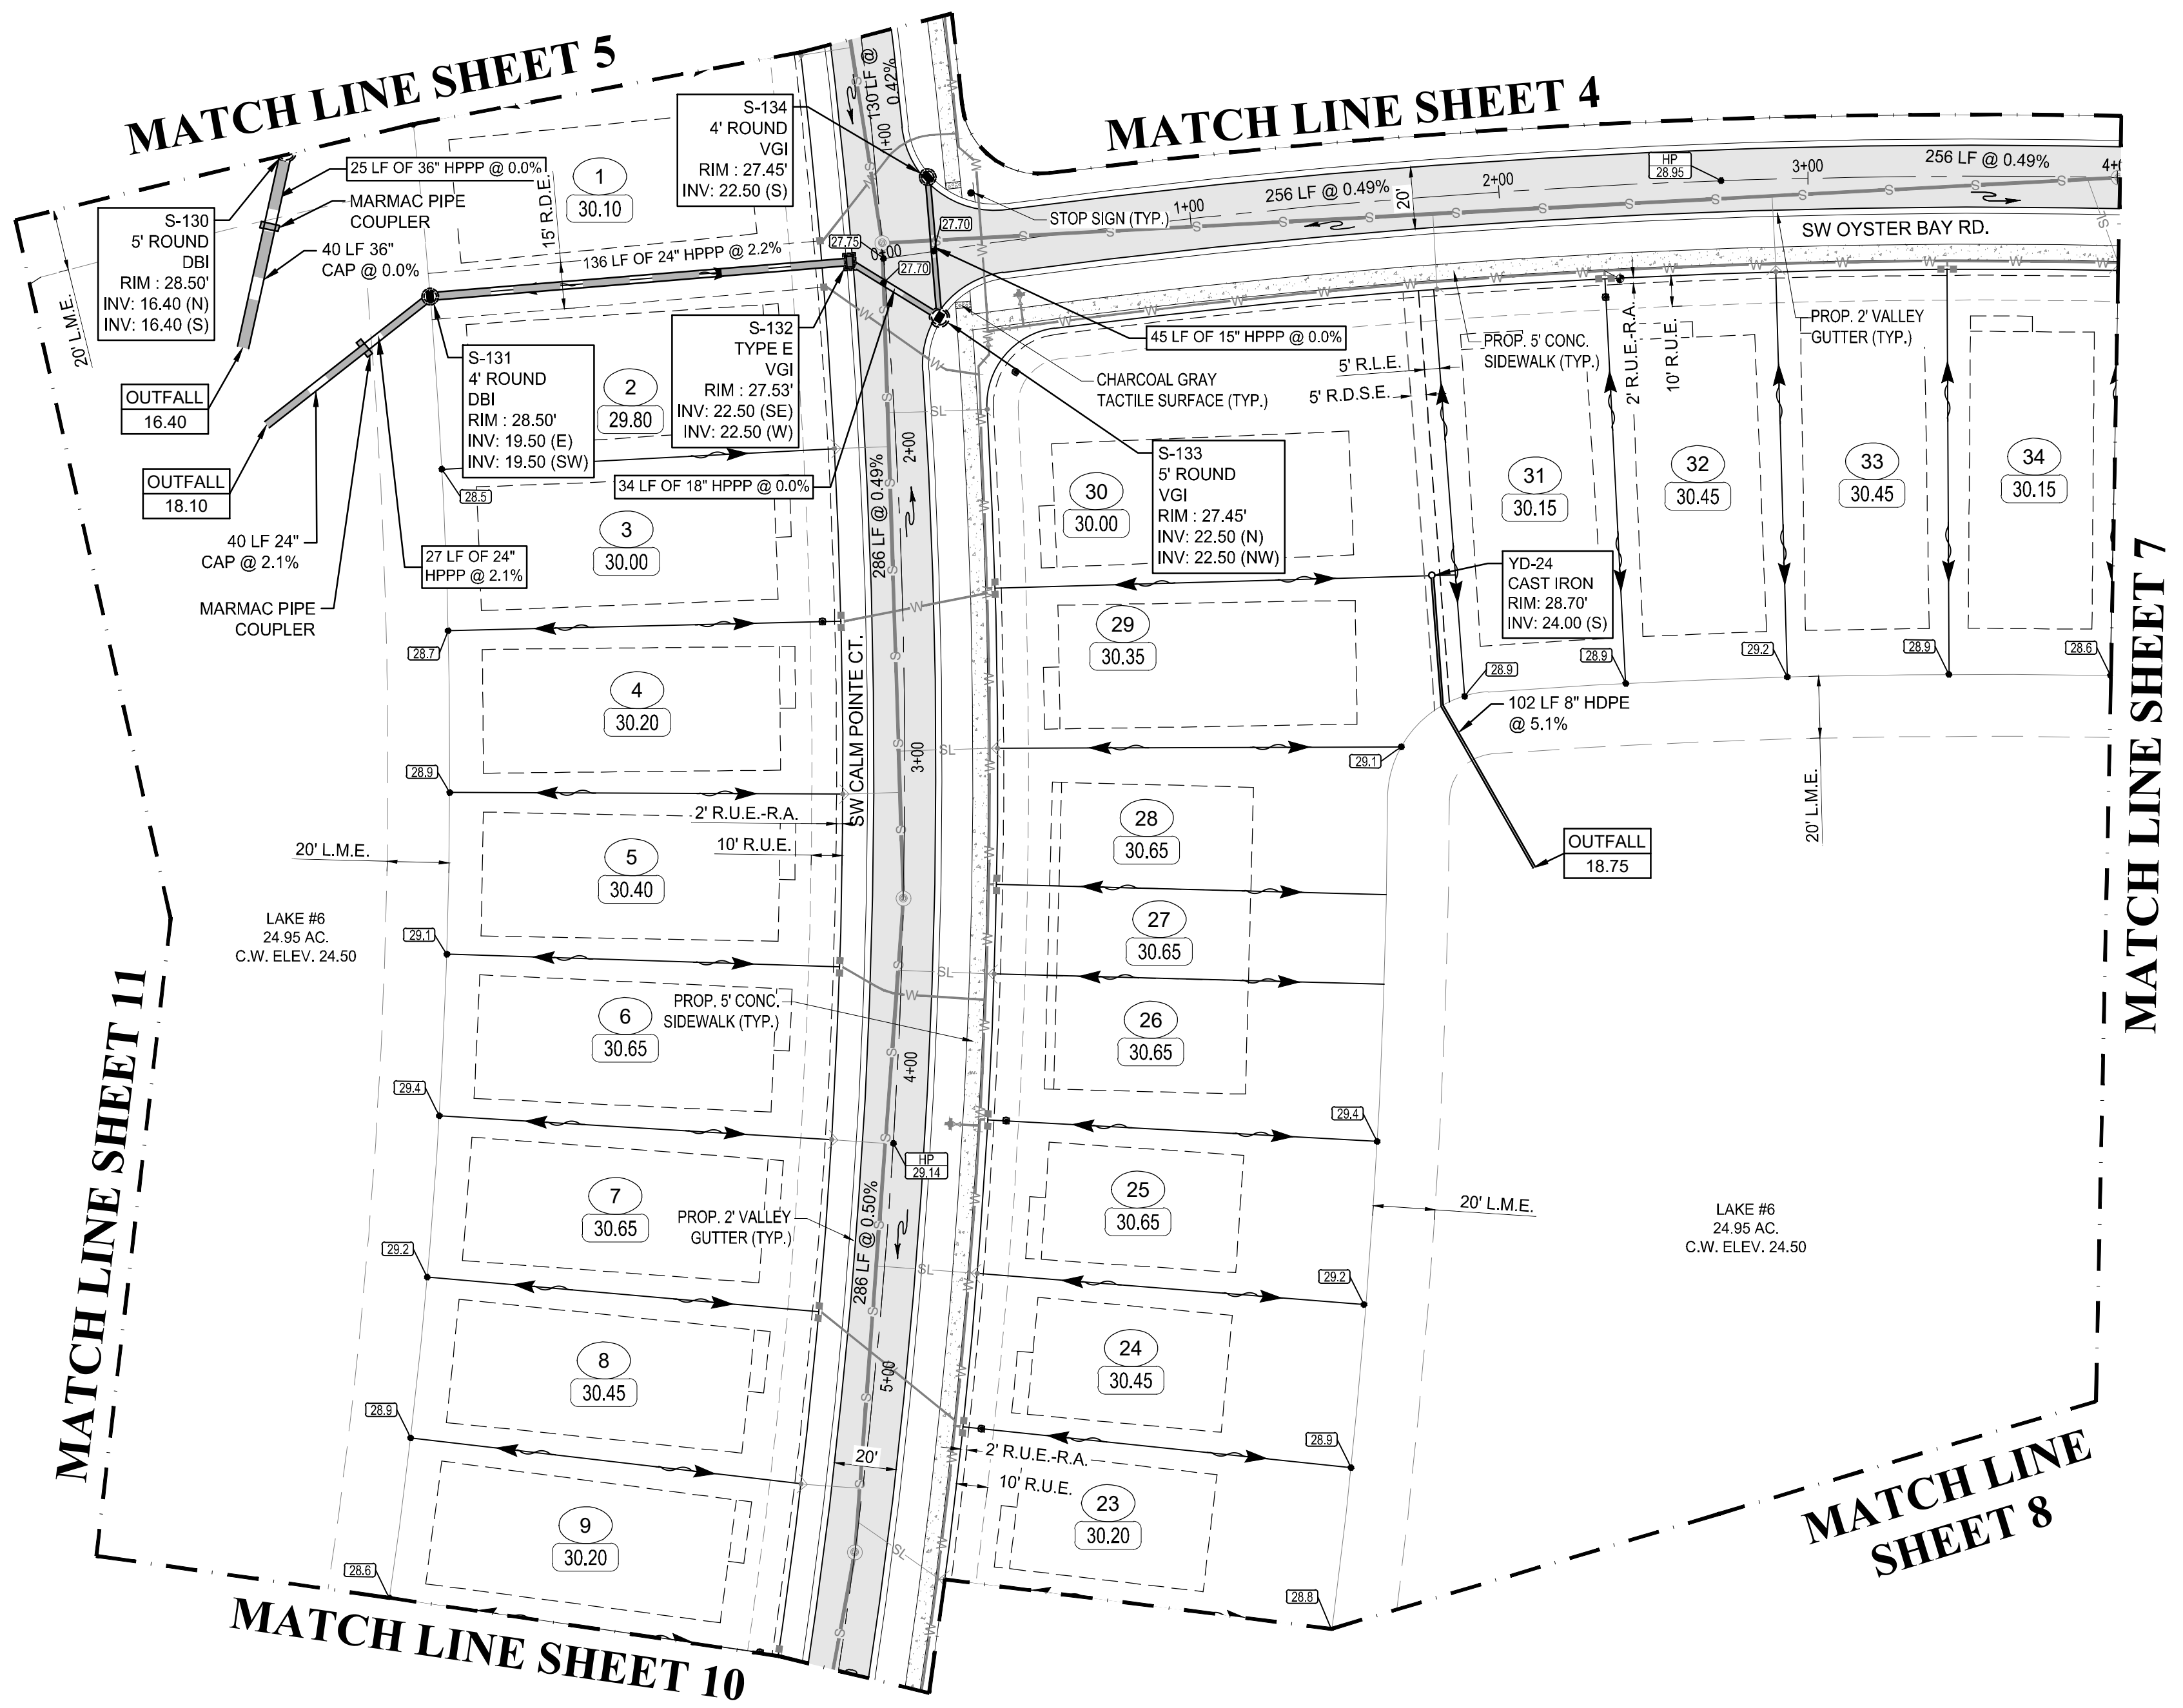 MATCH LINE SHEET 5
MATCH LINE SHEET 4
25 LF OF 36" HPPP @ 0.0%
MARMAC PIPE
COUPLER
40 LF 36"
CAP @ 0.0%
S-130
5' ROUND
DBI
RIM : 28.50'
INV: 16.40 (N)
INV: 16.40 (S)
20' L.M.E.
OUTFALL
16.40
OUTFALL
18.10
40 LF 24"
CAP @ 2.1%
MARMAC PIPE
COUPLER
27 LF OF 24"
HPPP @ 2.1%
1
30.10
15' R.D.E.
136 LF OF 24" HPPP @ 2.2%
S-134
4' ROUND
VGI
RIM : 27.45'
INV: 22.50 (S)
130 LF @
0.42%
1+00
27.75
0+00
27.70
27.70
S-131
4' ROUND
DBI
RIM : 28.50'
INV: 19.50 (E)
INV: 19.50 (SW)
2
29.80
S-132
TYPE E
VGI
RIM : 27.53'
INV: 22.50 (SE)
INV: 22.50 (W)
34 LF OF 18" HPPP @ 0.0%
STOP SIGN (TYP.)
45 LF OF 15" HPPP @ 0.0%
CHARCOAL GRAY
TACTILE SURFACE (TYP.)
S-133
5' ROUND
VGI
RIM : 27.45'
INV: 22.50 (N)
INV: 22.50 (NW)
1+00
256 LF @ 0.49%
20'
2+00
HP
28.95
3+00
256 LF @ 0.49%
SW OYSTER BAY RD.
PROP. 5' CONC.
SIDEWALK (TYP.)
PROP. 2' VALLEY
GUTTER (TYP.)
5' R.L.E.
5' R.D.S.E.
2' R.U.E.-R.A.
10' R.U.E.
30
30.00
31
30.15
32
30.45
33
30.45
34
30.15
YD-24
CAST IRON
RIM: 28.70'
INV: 24.00 (S)
28.9
28.9
29.2
28.9
28.6
102 LF 8" HDPE
@ 5.1%
OUTFALL
18.75
20' L.M.E.
MATCH LINE SHEET 7
28.5
3
30.00
286 LF @ 0.49%
2+00
SL
28.7
4
30.20
SW CALM POINTE CT.
3+00
SL
29
30.35
29.1
28.9
2' R.U.E.-R.A.
10' R.U.E.
5
30.40
20' L.M.E.
28
30.65
LAKE #6
24.95 AC.
C.W. ELEV. 24.50
29.1
27
30.65
SL
6
30.65
PROP. 5' CONC.
SIDEWALK (TYP.)
26
30.65
4+00
29.4
29.4
HP
29.14
7
30.65
PROP. 2' VALLEY
GUTTER (TYP.)
286 LF @ 0.50%
25
30.65
20' L.M.E.
LAKE #6
24.95 AC.
C.W. ELEV. 24.50
29.2
SL
29.2
8
30.45
24
30.45
5+00
28.9
28.9
20'
2' R.U.E.-R.A.
10' R.U.E.
9
30.20
23
30.20
SL
28.6
28.8
MATCH LINE SHEET 11
MATCH LINE SHEET 10
MATCH LINE
SHEET 8